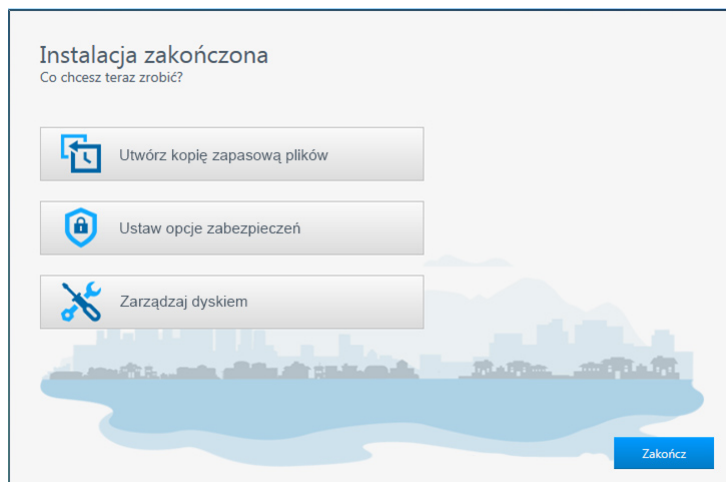 Instalacja zakończona
Co chcesz teraz zrobić?
Utwórz kopię zapasową plików
Ustaw opcje zabezpieczeń
Zarządzaj dyskiem
Zakończ